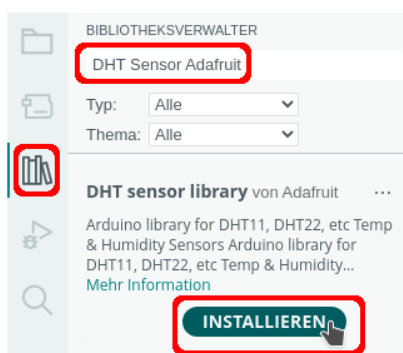 BIBLIOTHEKSVERWALTER
DHT Sensor Adafruit
Typ: Alle
Thema: Alle
DHT sensor library von Adafruit ...
Arduino library for DHT11, DHT22, etc Temp
& Humidity Sensors Arduino library for
DHT11, DHT22, etc Temp & Humidity...
Mehr Information
INSTALLIEREN